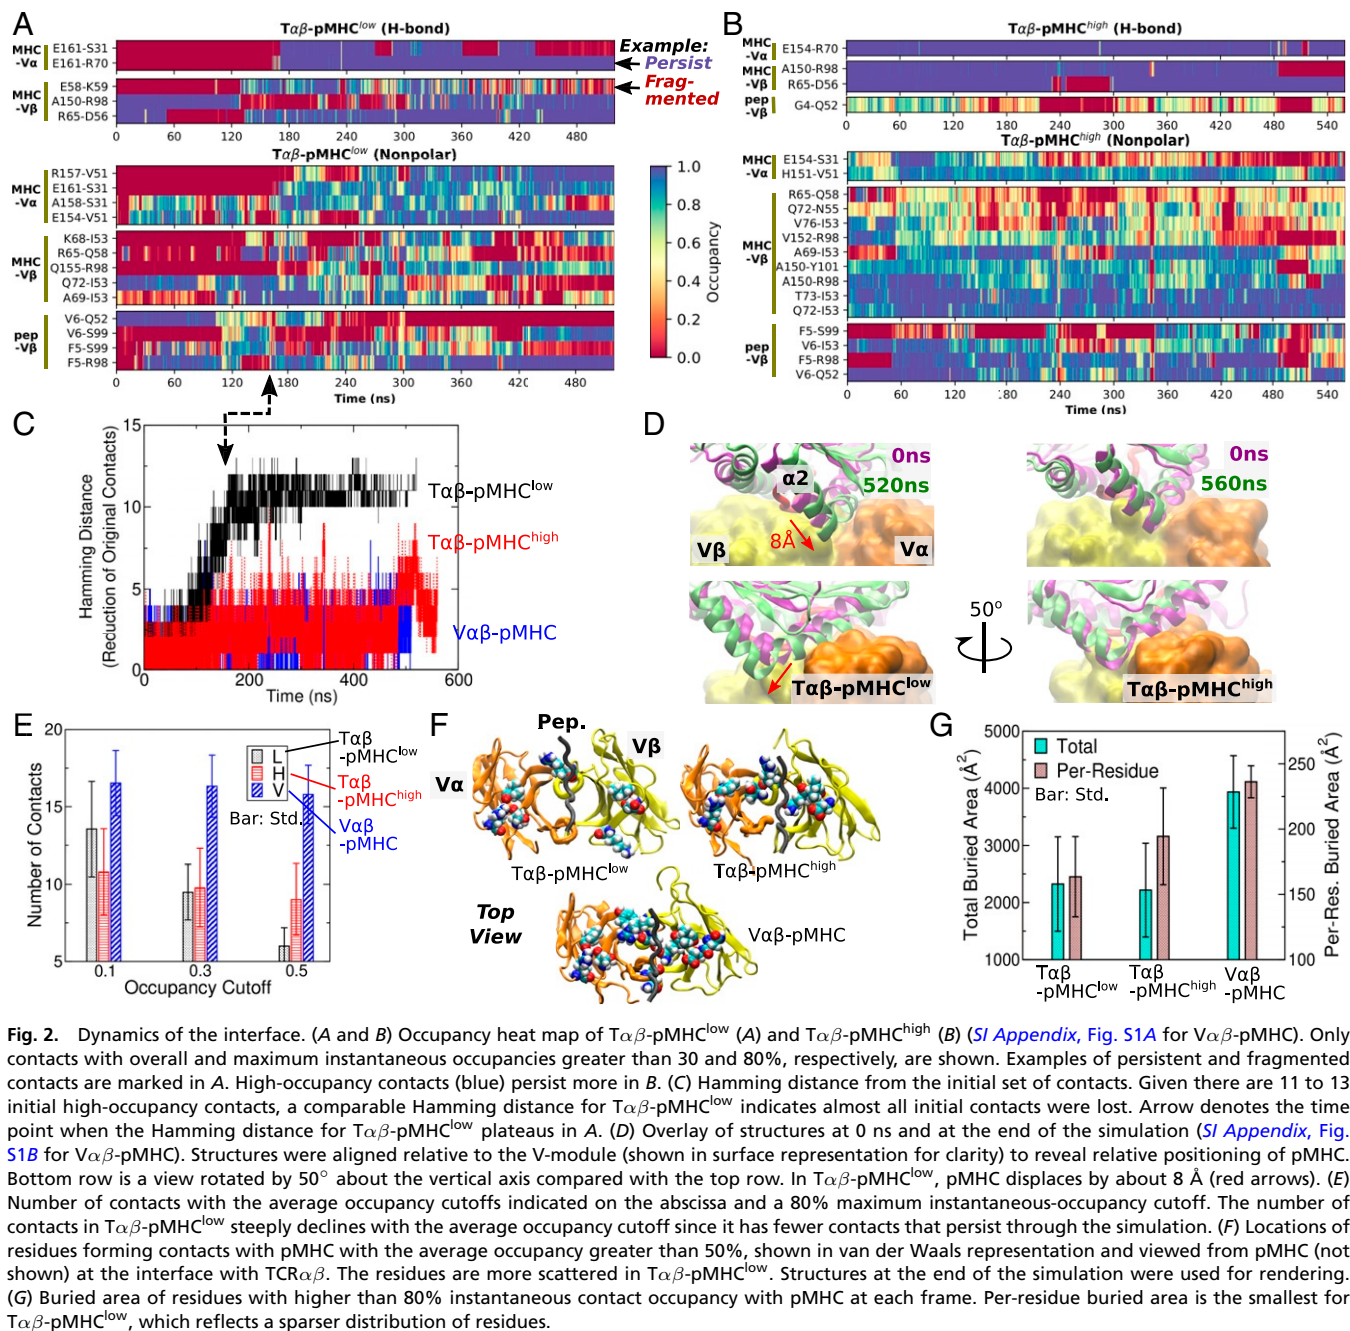 A
Tαβ-pMHC^low (H-bond)
MHC
-Vα
E161-S31
E161-R70
MHC
-Vβ
E58-K59
A150-R98
R65-D56
0 60 120 180 240 300 360 420 480
Example:
Persist
Frag-
mented
Tαβ-pMHC^low (Nonpolar)
MHC
-Vα
R157-V51
E161-S31
A158-S31
E154-V51
MHC
-Vβ
K68-I53
R65-Q58
Q155-R98
Q72-I53
A69-I53
pep
-Vβ
V6-Q52
V6-S99
F5-S99
F5-R98
0 60 120 180 240 300 360 420 480
Time (ns)
1.0
0.8
0.6
0.4
0.2
0.0
Occupancy
B
Tαβ-pMHC^high (H-bond)
MHC
-Vα
E154-R70
MHC
-Vβ
A150-R98
R65-D56
pep
-Vβ
G4-Q52
0 60 120 180 240 300 360 420 480 540
Tαβ-pMHC^high (Nonpolar)
MHC
-Vα
E154-S31
H151-V51
MHC
-Vβ
R65-Q58
Q72-N55
V76-I53
V152-R98
A69-I53
A150-Y101
A150-R98
T73-I53
Q72-I53
pep
-Vβ
F5-S99
V6-I53
F5-R98
V6-Q52
0 60 120 180 240 300 360 420 480 540
Time (ns)
C
Hamming Distance
(Reduction of Original Contacts)
15
10
5
0
0 200 400 600
Time (ns)
Tαβ-pMHC^low
Tαβ-pMHC^high
Vαβ-pMHC
D
0ns
520ns
α2
8Å
Vβ
Vα
0ns
560ns
Tαβ-pMHC^low
50°
Tαβ-pMHC^high
E
Number of Contacts
20
15
10
5
0.1 0.3 0.5
Occupancy Cutoff
L
H
V
Bar: Std.
Tαβ
-pMHC^low
Tαβ
-pMHC^high
Vαβ
-pMHC
F
Pep.
Vα
Vβ
Tαβ-pMHC^low
Tαβ-pMHC^high
Top
View
Vαβ-pMHC
G
Total Buried Area (Å²)
5000
4000
3000
2000
1000
Total
Per-Residue
Bar: Std.
250
200
150
100
Per-Res. Buried Area (Å²)
Tαβ
-pMHC^low
Tαβ
-pMHC^high
Vαβ
-pMHC
Fig. 2. Dynamics of the interface. (A and B) Occupancy heat map of Tαβ-pMHC^low (A) and Tαβ-pMHC^high (B) (SI Appendix, Fig. S1A for Vαβ-pMHC). Only
contacts with overall and maximum instantaneous occupancies greater than 30 and 80%, respectively, are shown. Examples of persistent and fragmented
contacts are marked in A. High-occupancy contacts (blue) persist more in B. (C) Hamming distance from the initial set of contacts. Given there are 11 to 13
initial high-occupancy contacts, a comparable Hamming distance for Tαβ-pMHC^low indicates almost all initial contacts were lost. Arrow denotes the time
point when the Hamming distance for Tαβ-pMHC^low plateaus in A. (D) Overlay of structures at 0 ns and at the end of the simulation (SI Appendix, Fig.
S1B for Vαβ-pMHC). Structures were aligned relative to the V-module (shown in surface representation for clarity) to reveal relative positioning of pMHC.
Bottom row is a view rotated by 50° about the vertical axis compared with the top row. In Tαβ-pMHC^low, pMHC displaces by about 8 Å (red arrows). (E)
Number of contacts with the average occupancy cutoffs indicated on the abscissa and a 80% maximum instantaneous-occupancy cutoff. The number of
contacts in Tαβ-pMHC^low steeply declines with the average occupancy cutoff since it has fewer contacts that persist through the simulation. (F) Locations of
residues forming contacts with pMHC with the average occupancy greater than 50%, shown in van der Waals representation and viewed from pMHC (not
shown) at the interface with TCRαβ. The residues are more scattered in Tαβ-pMHC^low. Structures at the end of the simulation were used for rendering.
(G) Buried area of residues with higher than 80% instantaneous contact occupancy with pMHC at each frame. Per-residue buried area is the smallest for
Tαβ-pMHC^low, which reflects a sparser distribution of residues.